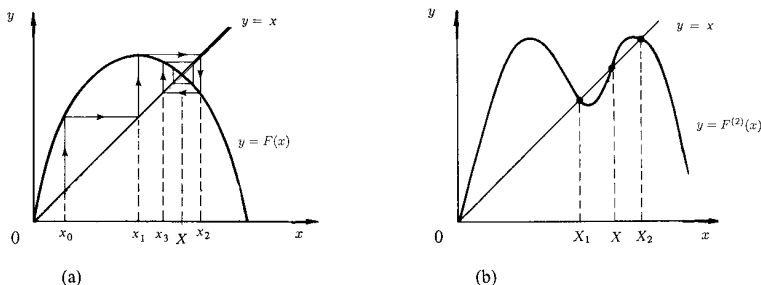 y
y = x
y = F(x)
0
x₀
x₁
x₃
X
x₂
x
(a)
y
y = x
y = F⁽²⁾(x)
0
X₁
X
X₂
x
(b)